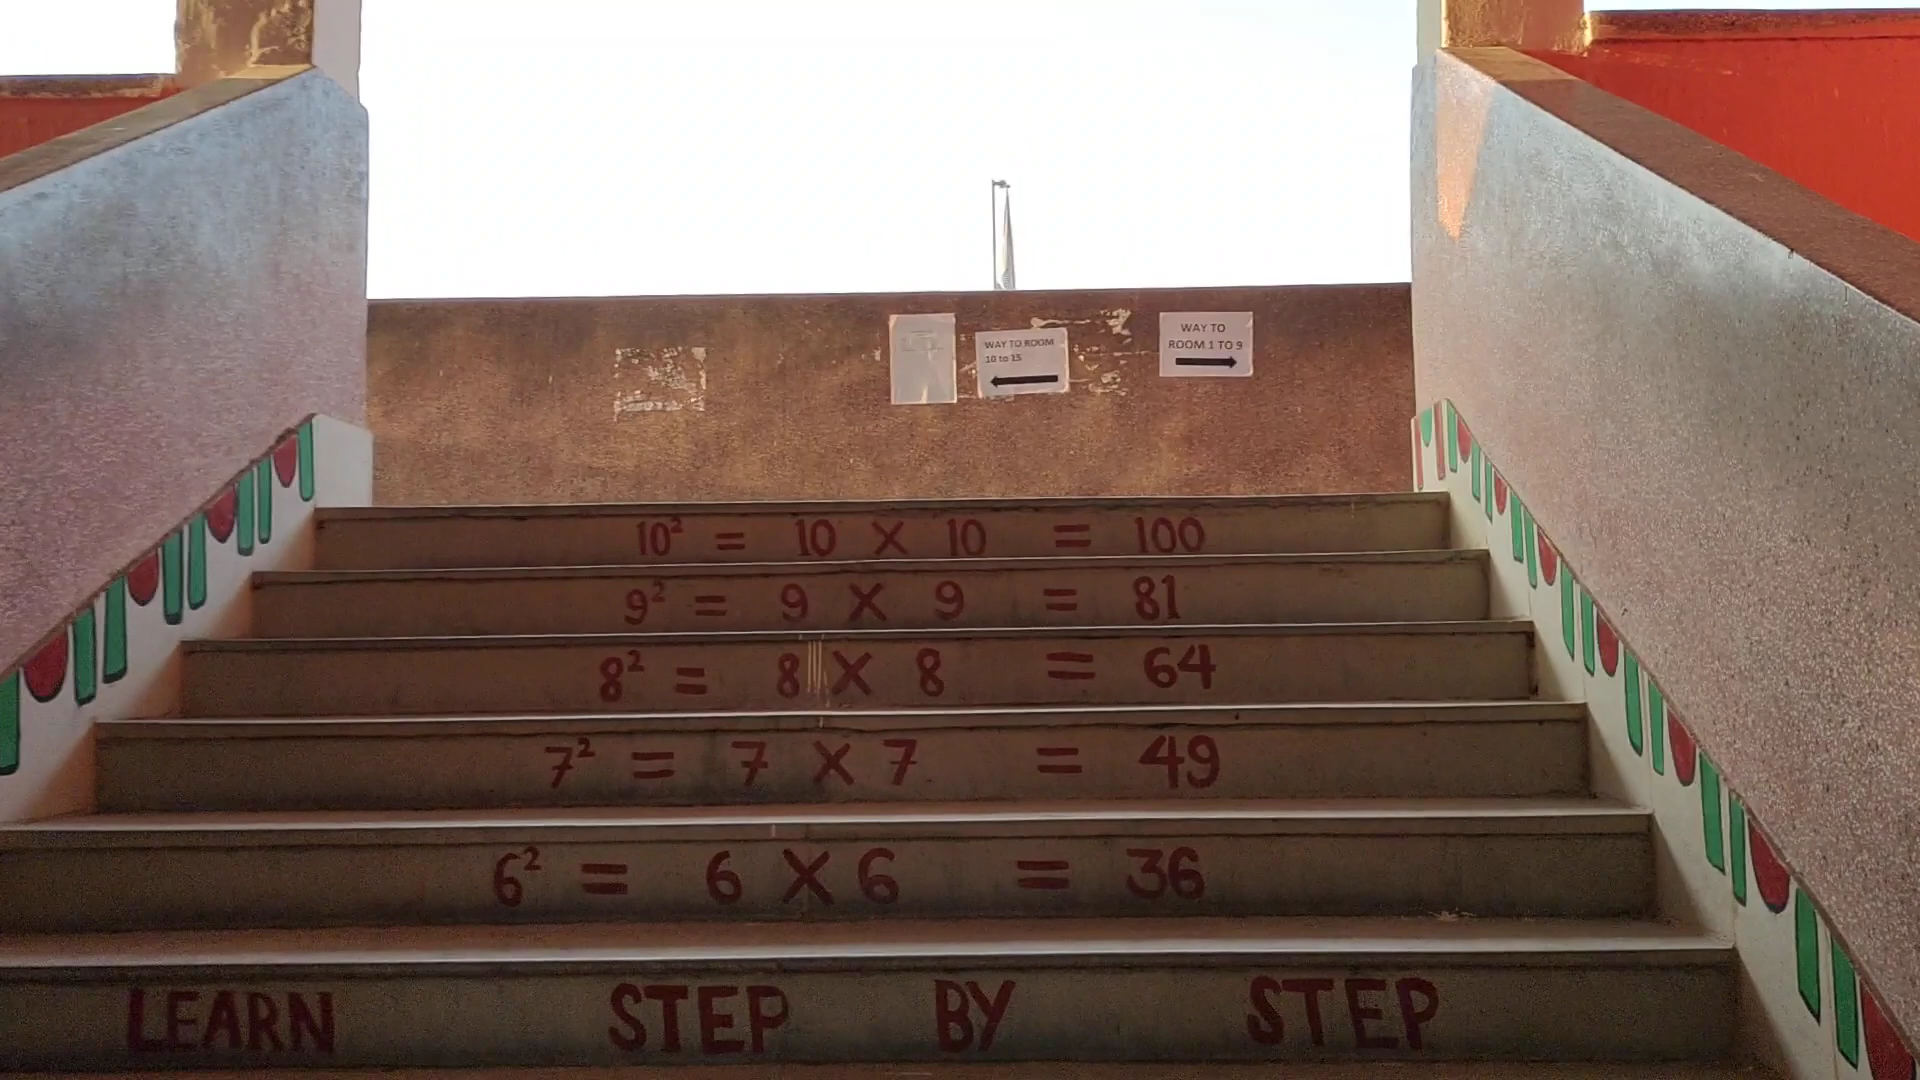 WAY TO ROOM
10 to 15
WAY TO
ROOM 1 TO 9
10² = 10 X 10 = 100
9² = 9 X 9 = 81
8² = 8 X 8 = 64
7² = 7 X 7 = 49
6² = 6 X 6 = 36
LEARN STEP BY STEP